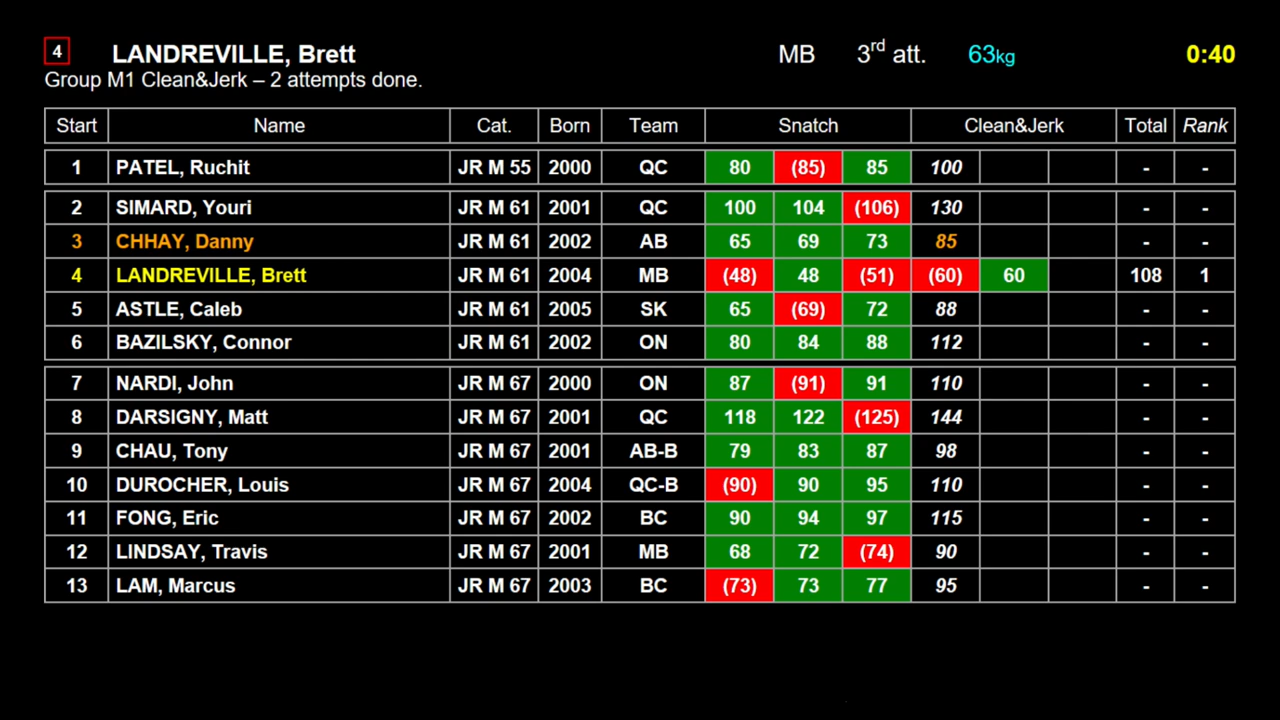 4 LANDREVILLE, Brett MB 3rd att. 63kg 0:40
Group M1 Clean&Jerk – 2 attempts done.
Start Name Cat. Born Team Snatch Clean&Jerk Total Rank
1 PATEL, Ruchit JR M 55 2000 QC 80 (85) 85 100 - -
2 SIMARD, Youri JR M 61 2001 QC 100 104 (106) 130 - -
3 CHHAY, Danny JR M 61 2002 AB 65 69 73 85 - -
4 LANDREVILLE, Brett JR M 61 2004 MB (48) 48 (51) (60) 60 108 1
5 ASTLE, Caleb JR M 61 2005 SK 65 (69) 72 88 - -
6 BAZILSKY, Connor JR M 61 2002 ON 80 84 88 112 - -
7 NARDI, John JR M 67 2000 ON 87 (91) 91 110 - -
8 DARSIGNY, Matt JR M 67 2001 QC 118 122 (125) 144 - -
9 CHAU, Tony JR M 67 2001 AB-B 79 83 87 98 - -
10 DUROCHER, Louis JR M 67 2004 QC-B (90) 90 95 110 - -
11 FONG, Eric JR M 67 2002 BC 90 94 97 115 - -
12 LINDSAY, Travis JR M 67 2001 MB 68 72 (74) 90 - -
13 LAM, Marcus JR M 67 2003 BC (73) 73 77 95 - -